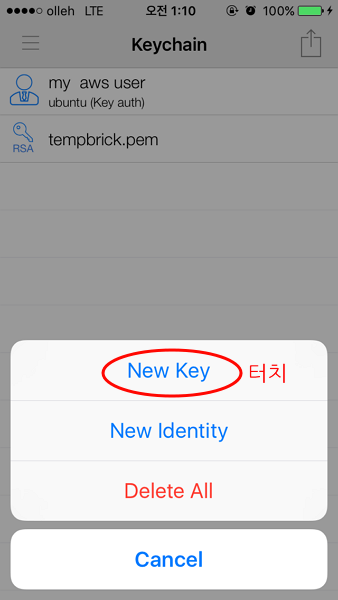 olleh LTE 오전 1:10 100%
Keychain
my aws user
ubuntu (Key auth)
RSA
tempbrick.pem
New Key 터치
New Identity
Delete All
Cancel